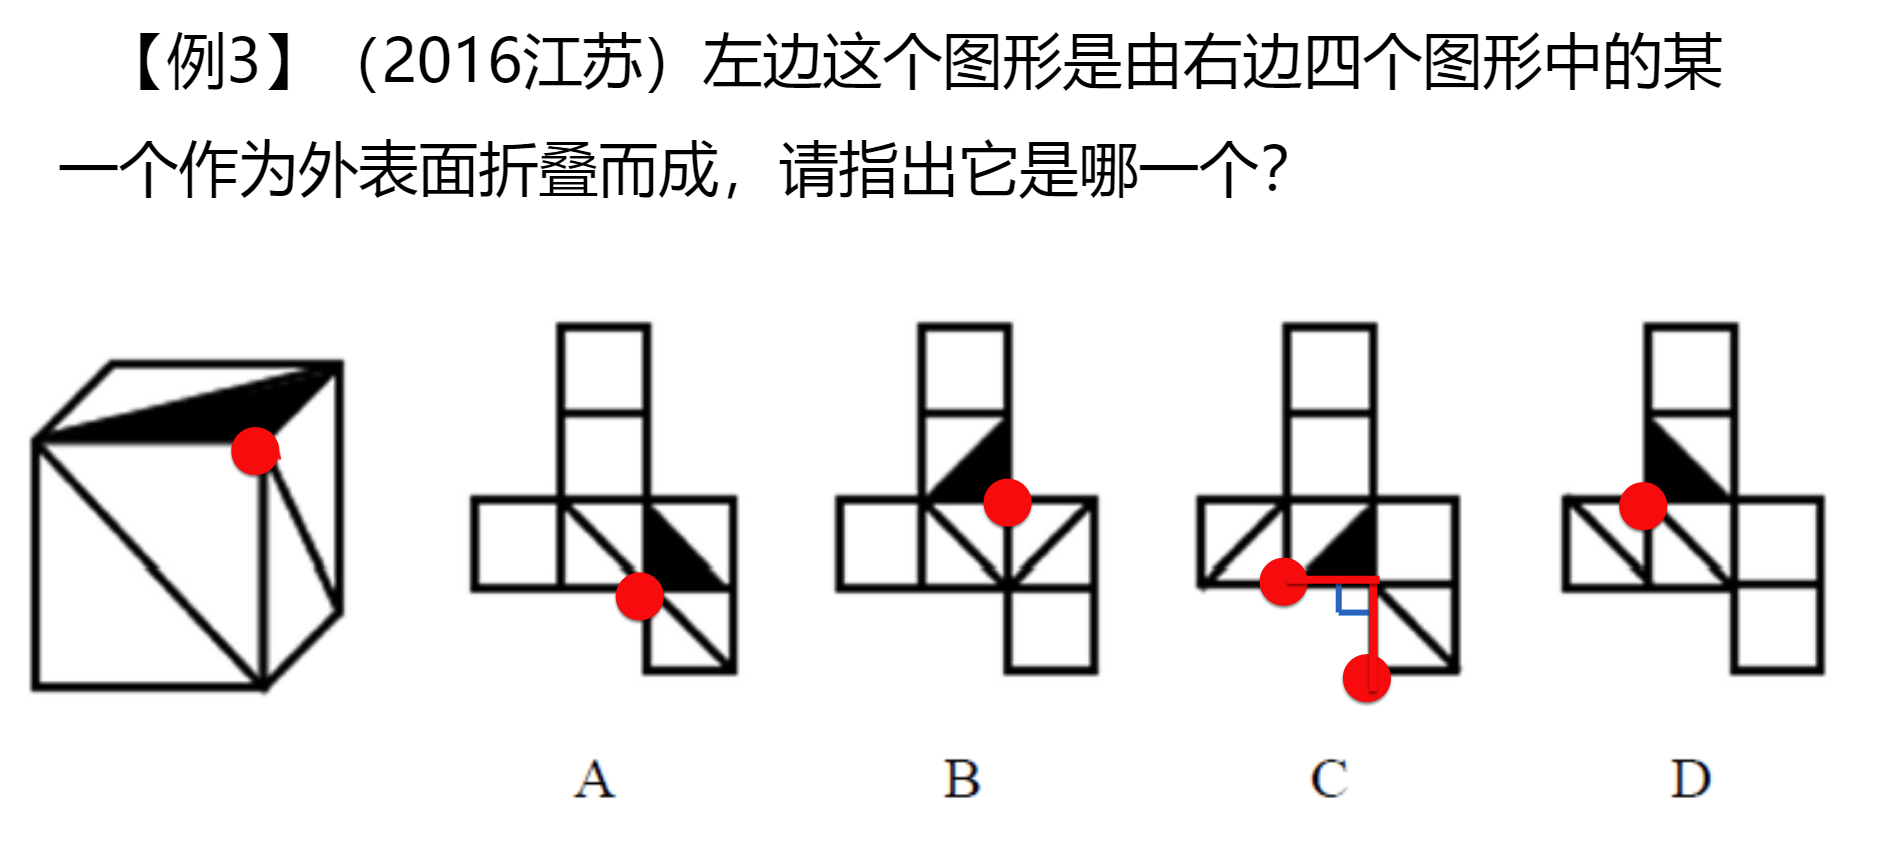 【例3】（2016江苏）左边这个图形是由右边四个图形中的某
一个作为外表面折叠而成，请指出它是哪一个？
A B C D